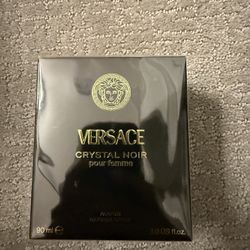 VERSACE
CRYSTAL NOIR
pour femme
90 ml ℮ 3.0 fl.oz.